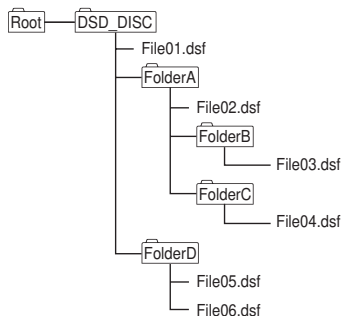 Root DSD_DISC
File01.dsf
FolderA
File02.dsf
FolderB
File03.dsf
FolderC
File04.dsf
FolderD
File05.dsf
File06.dsf